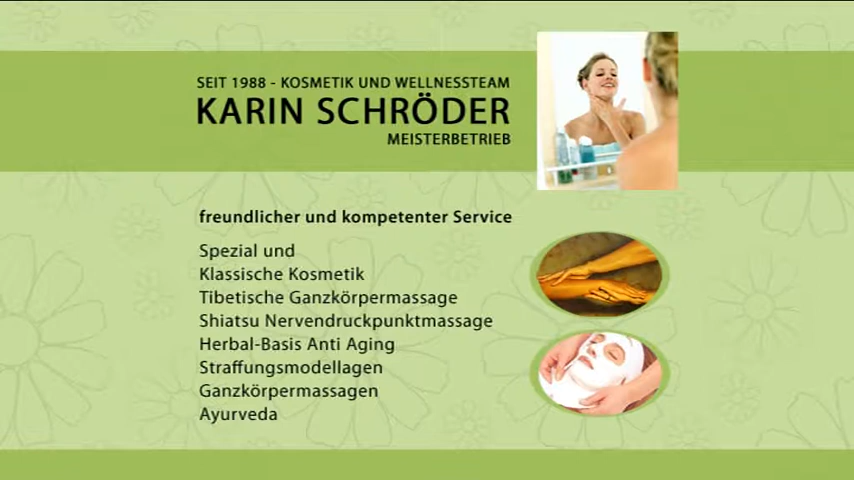 SEIT 1988 - KOSMETIK UND WELLNESSTEAM
KARIN SCHRÖDER
MEISTERBETRIEB
freundlicher und kompetenter Service
Spezial und
Klassische Kosmetik
Tibetische Ganzkörpermassage
Shiatsu Nervendruckpunktmassage
Herbal-Basis Anti Aging
Straffungsmodellagen
Ganzkörpermassagen
Ayurveda